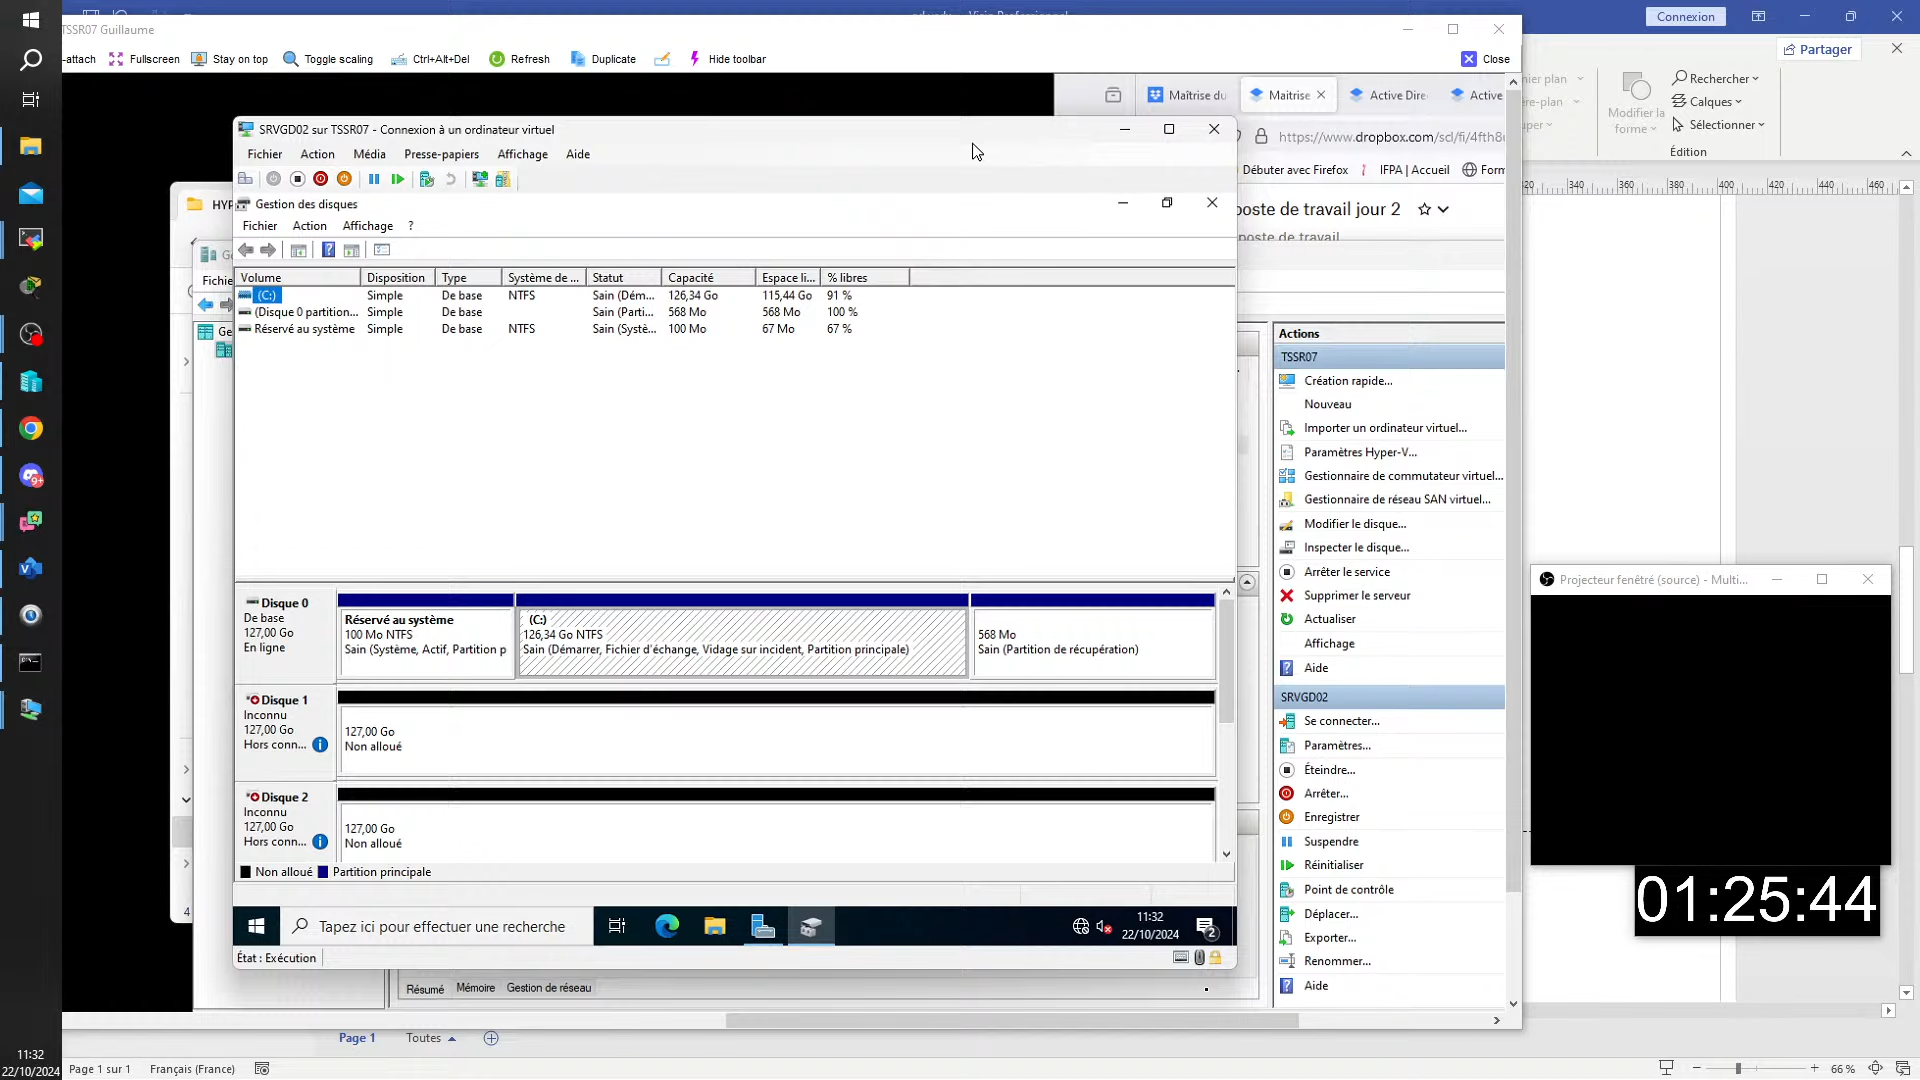 Connexion
TSSR07 Guillaume
Partager
-attach
Fullscreen
Stay on top
Toggle scaling
Ctrl+Alt+Del
Refresh
Duplicate
Hide toolbar
Close
Rechercher
Calques
Sélectionner
Modifier la
forme
Édition
Maitrise
Active Dire
Active
SRVGD02 sur TSSR07 - Connexion à un ordinateur virtuel
https://www.dropbox.com/scl/fi/4fth8
Fichier Action Média Presse-papiers Affichage Aide
Débuter avec Firefox
IFPA | Accueil
Form
poste de travail jour 2
poste de travail
320 340 360 380 400 420 440 460
HYP
Gestion des disques
Fichier Action Affichage ?
Volume Disposition Type Système de ... Statut Capacité Espace li... % libres
(C:) Simple De base NTFS Sain (Dém... 126,34 Go 115,44 Go 91 %
(Disque 0 partition... Simple De base Sain (Parti... 568 Mo 568 Mo 100 %
Réservé au système Simple De base NTFS Sain (Systè... 100 Mo 67 Mo 67 %
Disque 0
De base
127,00 Go
En ligne
Réservé au système
100 Mo NTFS
Sain (Système, Actif, Partition p
(C:)
126,34 Go NTFS
Sain (Démarrer, Fichier d'échange, Vidage sur incident, Partition principale)
568 Mo
Sain (Partition de récupération)
Disque 1
Inconnu
127,00 Go
Hors conn...
127,00 Go
Non alloué
Disque 2
Inconnu
127,00 Go
Hors conn...
127,00 Go
Non alloué
Non alloué Partition principale
Tapez ici pour effectuer une recherche
11:32
22/10/2024
2
État : Exécution
Résumé Mémoire Gestion de réseau
Actions
TSSR07
Création rapide...
Nouveau
Importer un ordinateur virtuel...
Paramètres Hyper-V...
Gestionnaire de commutateur virtuel...
Gestionnaire de réseau SAN virtuel...
Modifier le disque...
Inspecter le disque...
Arrêter le service
Supprimer le serveur
Actualiser
Affichage
Aide
SRVGD02
Se connecter...
Paramètres...
Éteindre...
Arrêter...
Enregistrer
Suspendre
Réinitialiser
Point de contrôle
Déplacer...
Exporter...
Renommer...
Aide
Projecteur fenêtré (source) - Multi...
01:25:44
Page 1
Toutes
11:32
22/10/2024
Page 1 sur 1
Français (France)
66 %